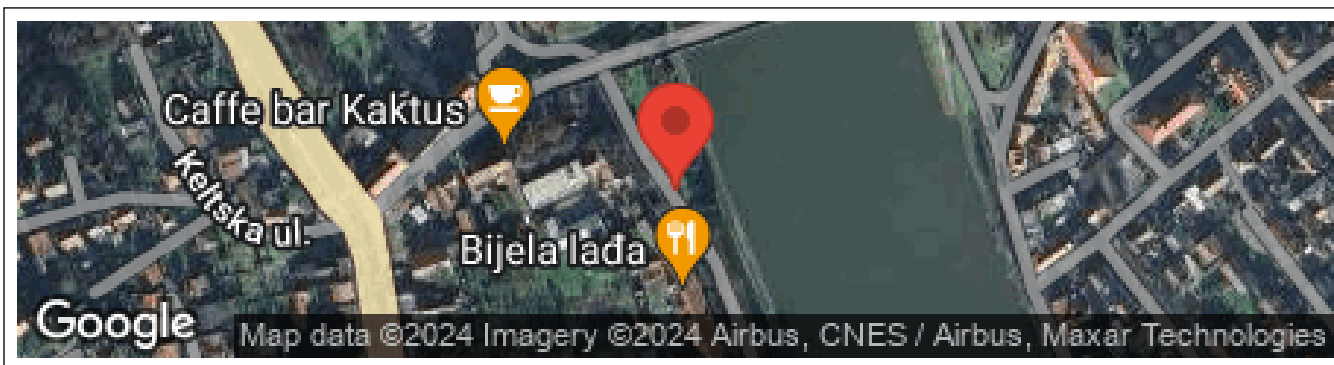 Caffe bar Kaktus
Keltska ul.
Bijela lađa
Google
Map data ©2024 Imagery ©2024 Airbus, CNES / Airbus, Maxar Technologies